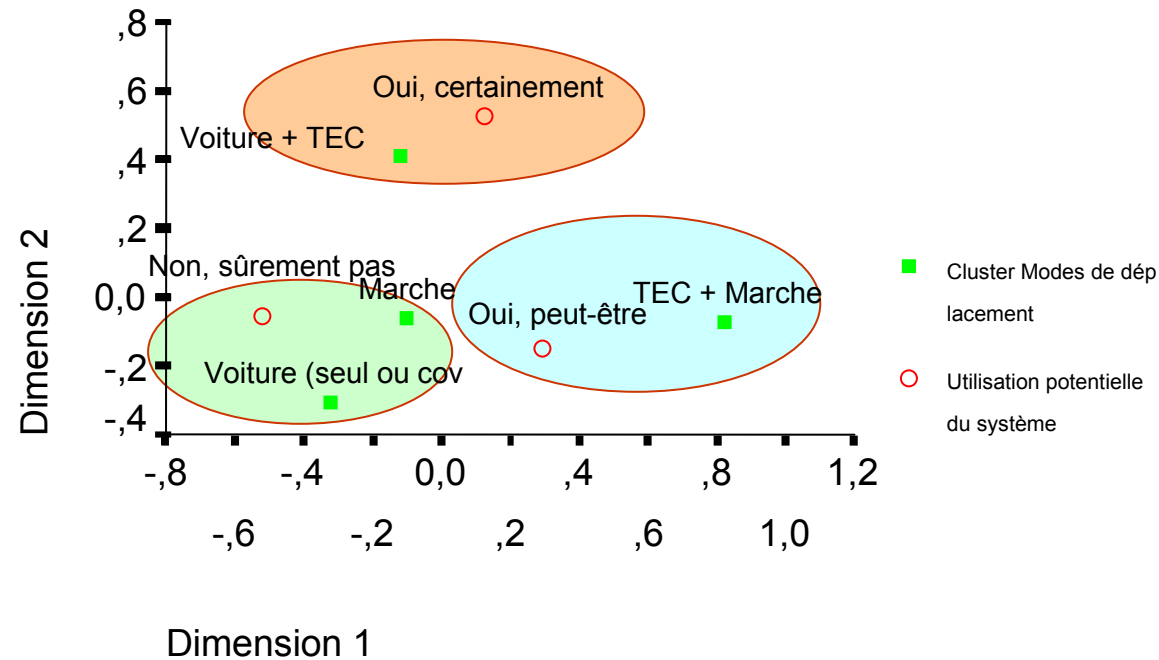 ,8
,6
,4
,2
0,0
-,2
-,4
Dimension 2
Oui, certainement
Voiture + TEC
Non, sûrement pas
Marche
TEC + Marche
Oui, peut-être
Voiture (seul ou cov
-,8 -,4 0,0 ,4 ,8 1,2
-,6 -,2 ,2 ,6 1,0
Dimension 1
Cluster Modes de dép
lacement
Utilisation potentielle
du système